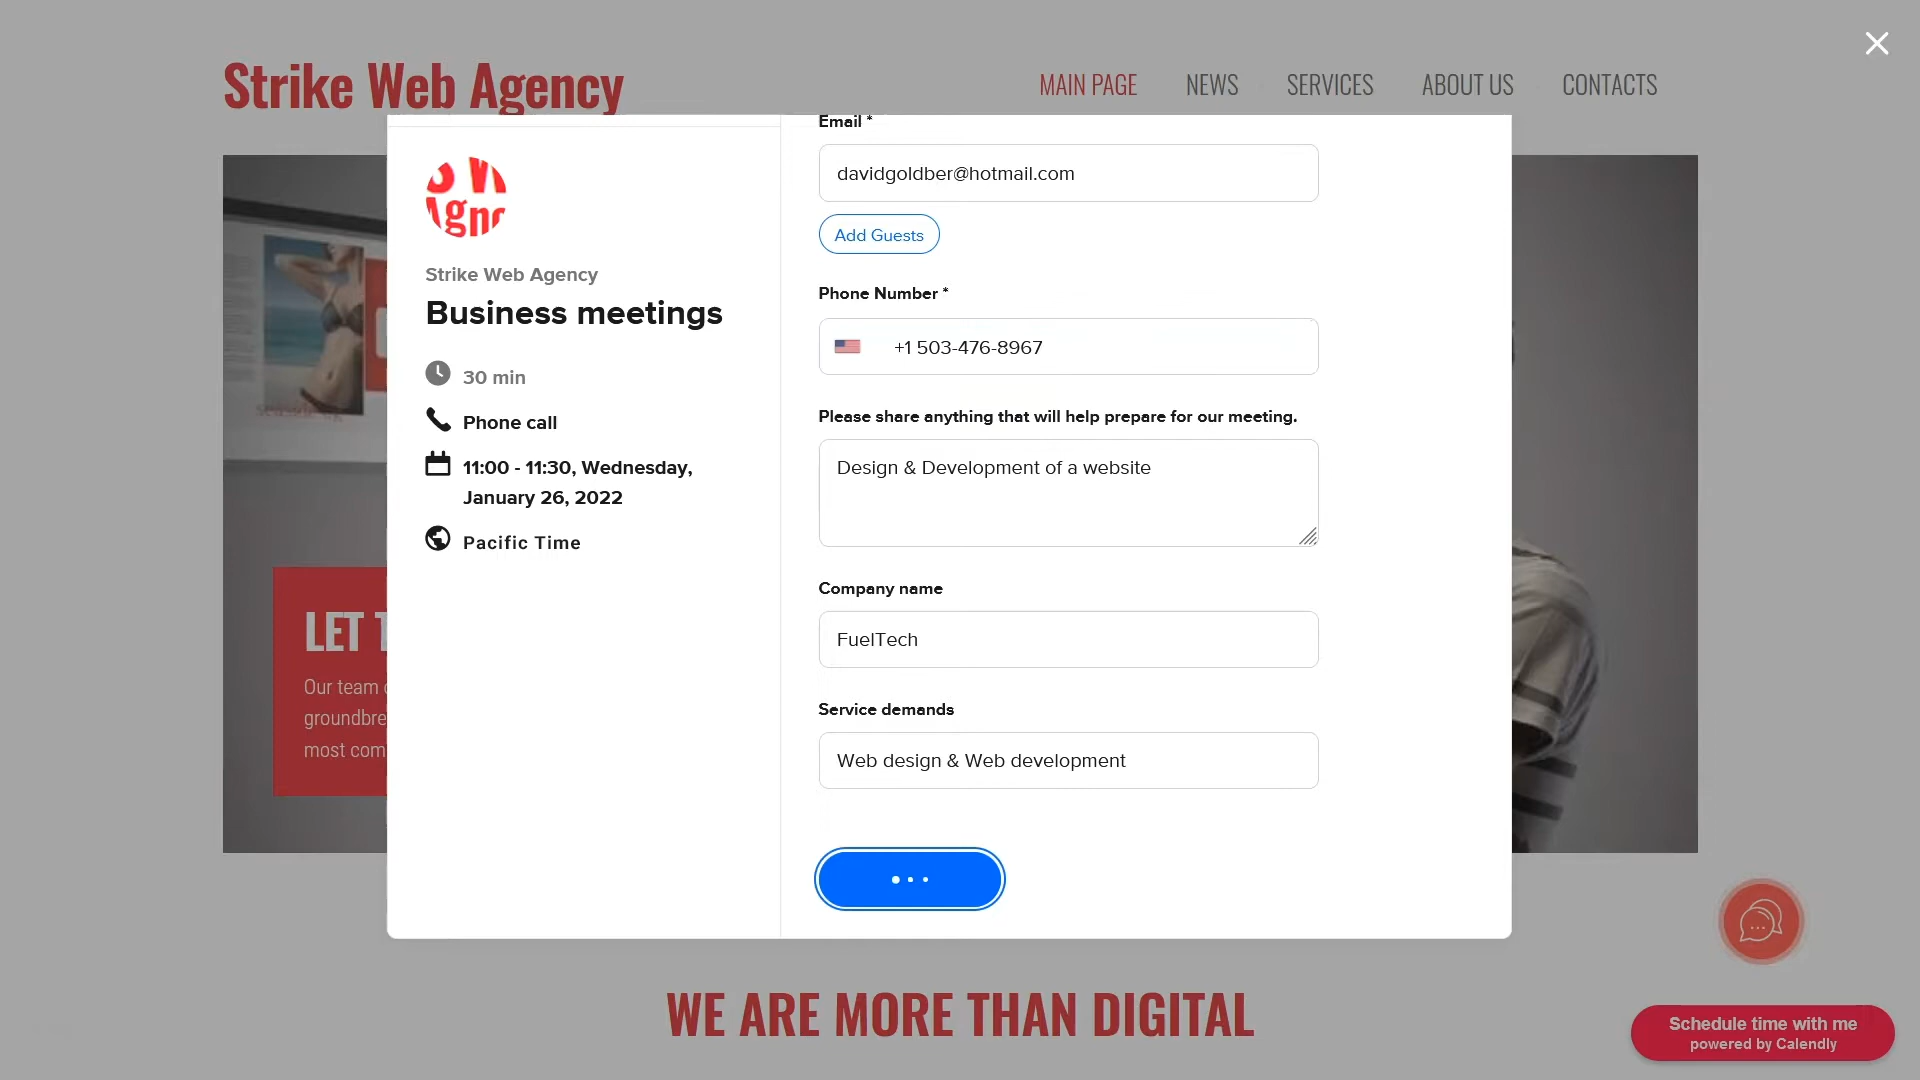 Strike Web Agency
MAIN PAGE
NEWS
SERVICES
ABOUT US
CONTACTS
Strike Web Agency
Business meetings
30 min
Phone call
11:00 - 11:30, Wednesday,
January 26, 2022
Pacific Time
Email *
davidgoldber@hotmail.com
Add Guests
Phone Number *
+1 503-476-8967
Please share anything that will help prepare for our meeting.
Design & Development of a website
Company name
FuelTech
Service demands
Web design & Web development
LET
Our team
groundbre
most com
WE ARE MORE THAN DIGITAL
Schedule time with me
powered by Calendly